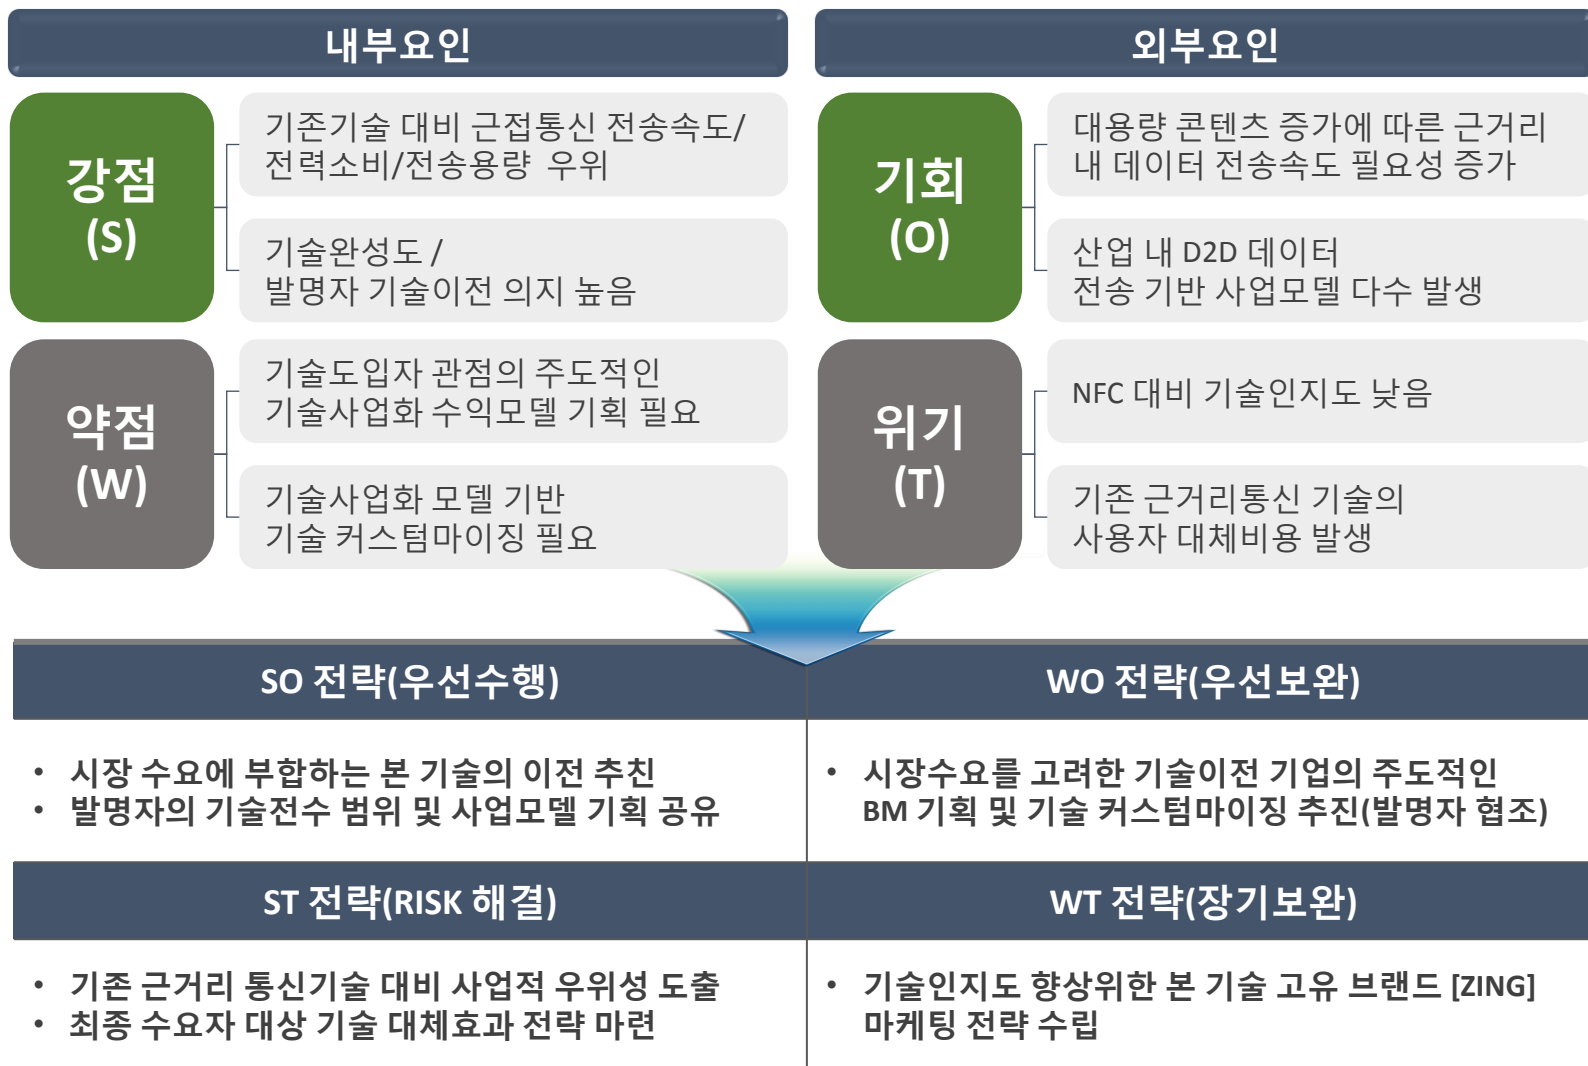 내부요인
강점
(S)
기존기술 대비 근접통신 전송속도/
전력소비/전송용량 우위
기술완성도 /
발명자 기술이전 의지 높음
약점
(W)
기술도입자 관점의 주도적인
기술사업화 수익모델 기획 필요
기술사업화 모델 기반
기술 커스텀마이징 필요
외부요인
기회
(O)
대용량 콘텐츠 증가에 따른 근거리
내 데이터 전송속도 필요성 증가
산업 내 D2D 데이터
전송 기반 사업모델 다수 발생
위기
(T)
NFC 대비 기술인지도 낮음
기존 근거리통신 기술의
사용자 대체비용 발생
SO 전략(우선수행)
• 시장 수요에 부합하는 본 기술의 이전 추친
• 발명자의 기술전수 범위 및 사업모델 기획 공유
WO 전략(우선보완)
• 시장수요를 고려한 기술이전 기업의 주도적인
BM 기획 및 기술 커스텀마이징 추진(발명자 협조)
ST 전략(RISK 해결)
• 기존 근거리 통신기술 대비 사업적 우위성 도출
• 최종 수요자 대상 기술 대체효과 전략 마련
WT 전략(장기보완)
• 기술인지도 향상위한 본 기술 고유 브랜드 [ZING]
마케팅 전략 수립